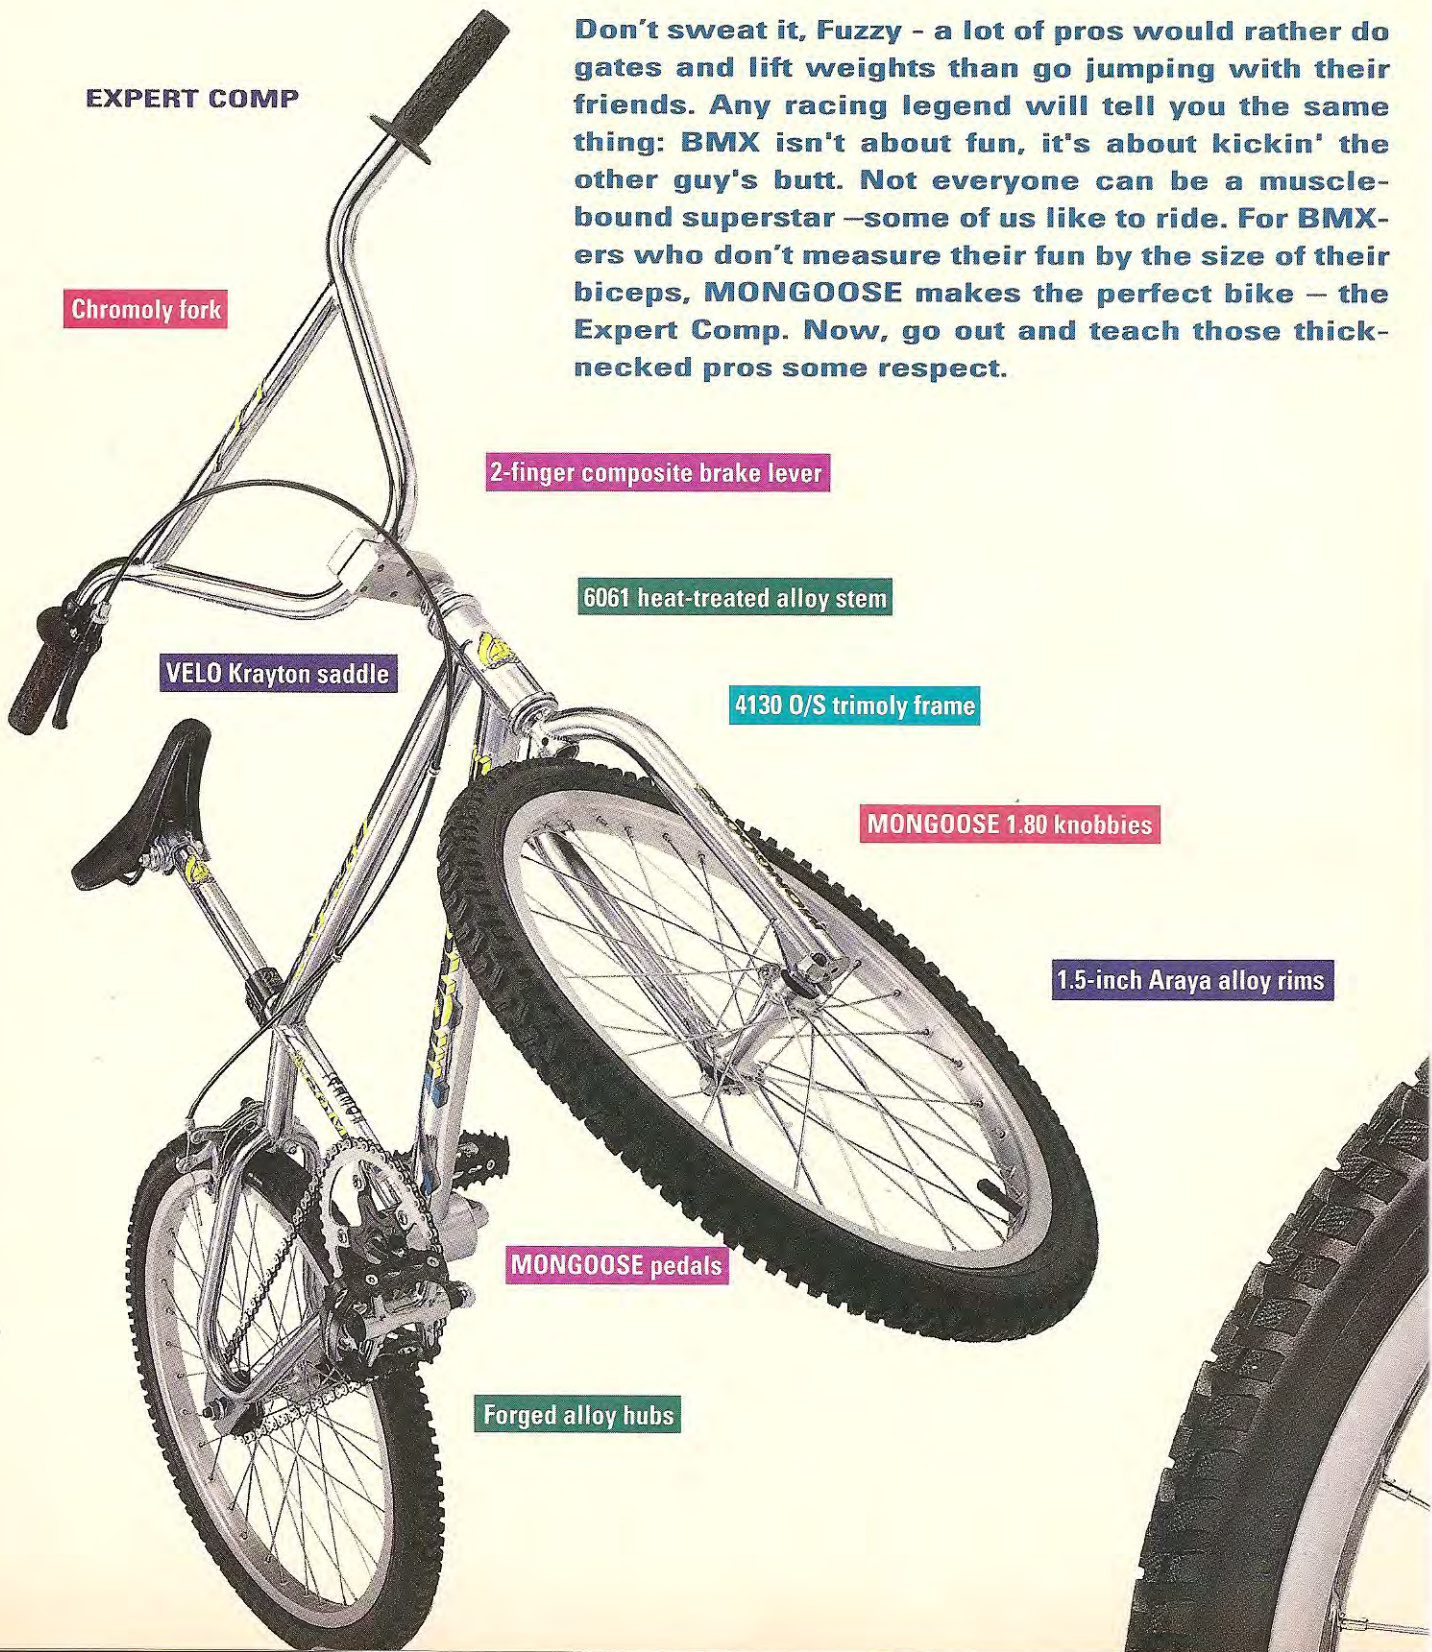 Don't sweat it, Fuzzy - a lot of pros would rather do
gates and lift weights than go jumping with their
friends. Any racing legend will tell you the same
thing: BMX isn't about fun, it's about kickin' the
other guy's butt. Not everyone can be a muscle-
bound superstar —some of us like to ride. For BMX-
ers who don't measure their fun by the size of their
biceps, MONGOOSE makes the perfect bike — the
Expert Comp. Now, go out and teach those thick-
necked pros some respect.
EXPERT COMP
Chromoly fork
2-finger composite brake lever
6061 heat-treated alloy stem
VELO Krayton saddle
4130 O/S trimoly frame
MONGOOSE 1.80 knobbies
1.5-inch Araya alloy rims
MONGOOSE pedals
Forged alloy hubs
MONGOOSE